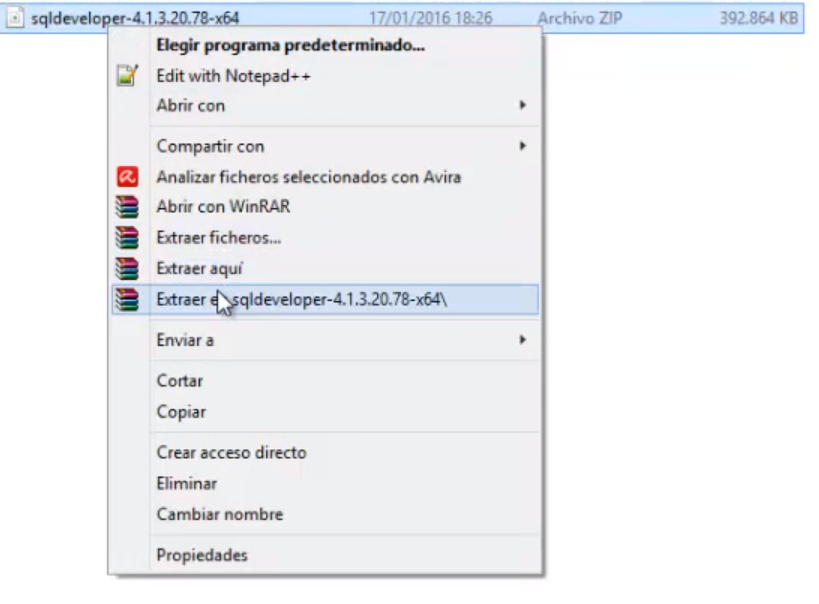 sqldeveloper-4.1.3.20.78-x64 17/01/2016 18:26 Archivo ZIP 392.864 KB
Elegir programa predeterminado...
Edit with Notepad++
Abrir con
Compartir con
Analizar ficheros seleccionados con Avira
Abrir con WinRAR
Extraer ficheros...
Extraer aquí
Extraer e sqldeveloper-4.1.3.20.78-x64\
Enviar a
Cortar
Copiar
Crear acceso directo
Eliminar
Cambiar nombre
Propiedades